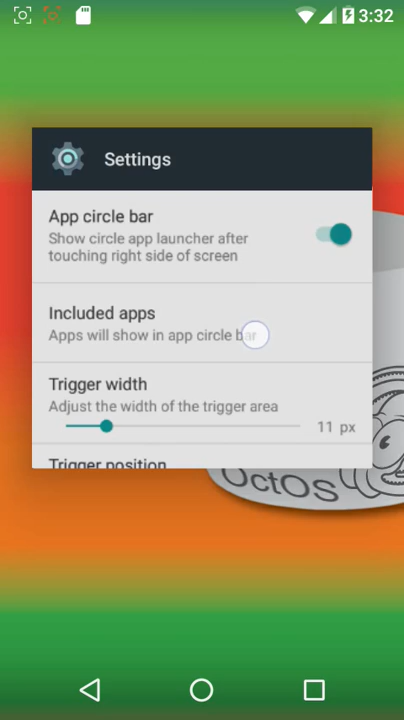 3:32
Settings
App circle bar
Show circle app launcher after
touching right side of screen
Included apps
Apps will show in app circle bar
Trigger width
Adjust the width of the trigger area
11 px
Trigger position
OctOS